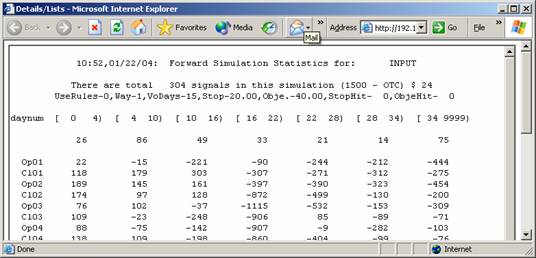 Details/Lists - Microsoft Internet Explorer
Back Favorites Media Address http://192.1 Go File
Mail
10:52,01/22/04: Forward Simulation Statistics for: INPUT
There are total 304 signals in this simulation (1500 - OTC) $ 24
UseRules-0,Way-1,VoDays-15,Stop-20.00,Obje.-40.00,StopHit- 0,ObjeHit- 0
daynum [ 0 4) [ 4 10) [ 10 16) [ 16 22) [ 22 28) [ 28 34) [ 34 9999)
26 86 49 33 21 14 75
Op01 22 -15 -221 -90 -244 -212 -444
Cl01 118 179 303 -307 -271 -312 -275
Op02 189 145 161 -397 -390 -323 -454
Cl02 174 97 128 -872 -499 -130 -200
Op03 76 102 -37 -1115 -532 -153 -309
Cl03 109 -23 -248 -906 85 -89 -71
Op04 88 -75 -142 -907 -9 -282 -103
Cl04 138 109 -198 -860 -404 -99 -76
Done Internet